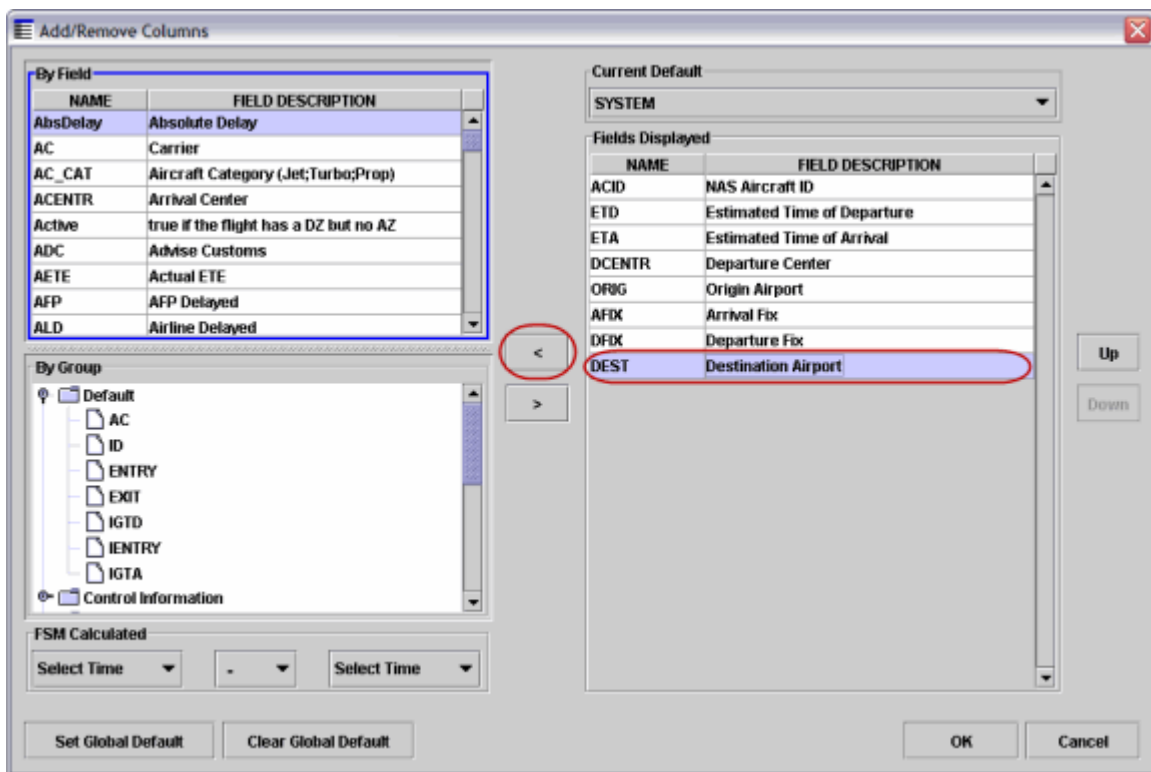 Add/Remove Columns
By Field
NAME FIELD DESCRIPTION
AbsDelay Absolute Delay
AC Carrier
AC_CAT Aircraft Category (Jet;Turbo;Prop)
ACENTR Arrival Center
Active true if the flight has a DZ but no AZ
ADC Advise Customs
AETE Actual ETE
AFP AFP Delayed
ALD Airline Delayed
By Group
Default
AC
ID
ENTRY
EXIT
IGTD
IENTRY
IGTA
Control Information
FSM Calculated
Select Time - Select Time
Set Global Default Clear Global Default
<
>
Current Default
SYSTEM
Fields Displayed
NAME FIELD DESCRIPTION
ACID NAS Aircraft ID
ETD Estimated Time of Departure
ETA Estimated Time of Arrival
DCENTR Departure Center
ORIG Origin Airport
AFIX Arrival Fix
DFIX Departure Fix
DEST Destination Airport
Up
Down
OK Cancel